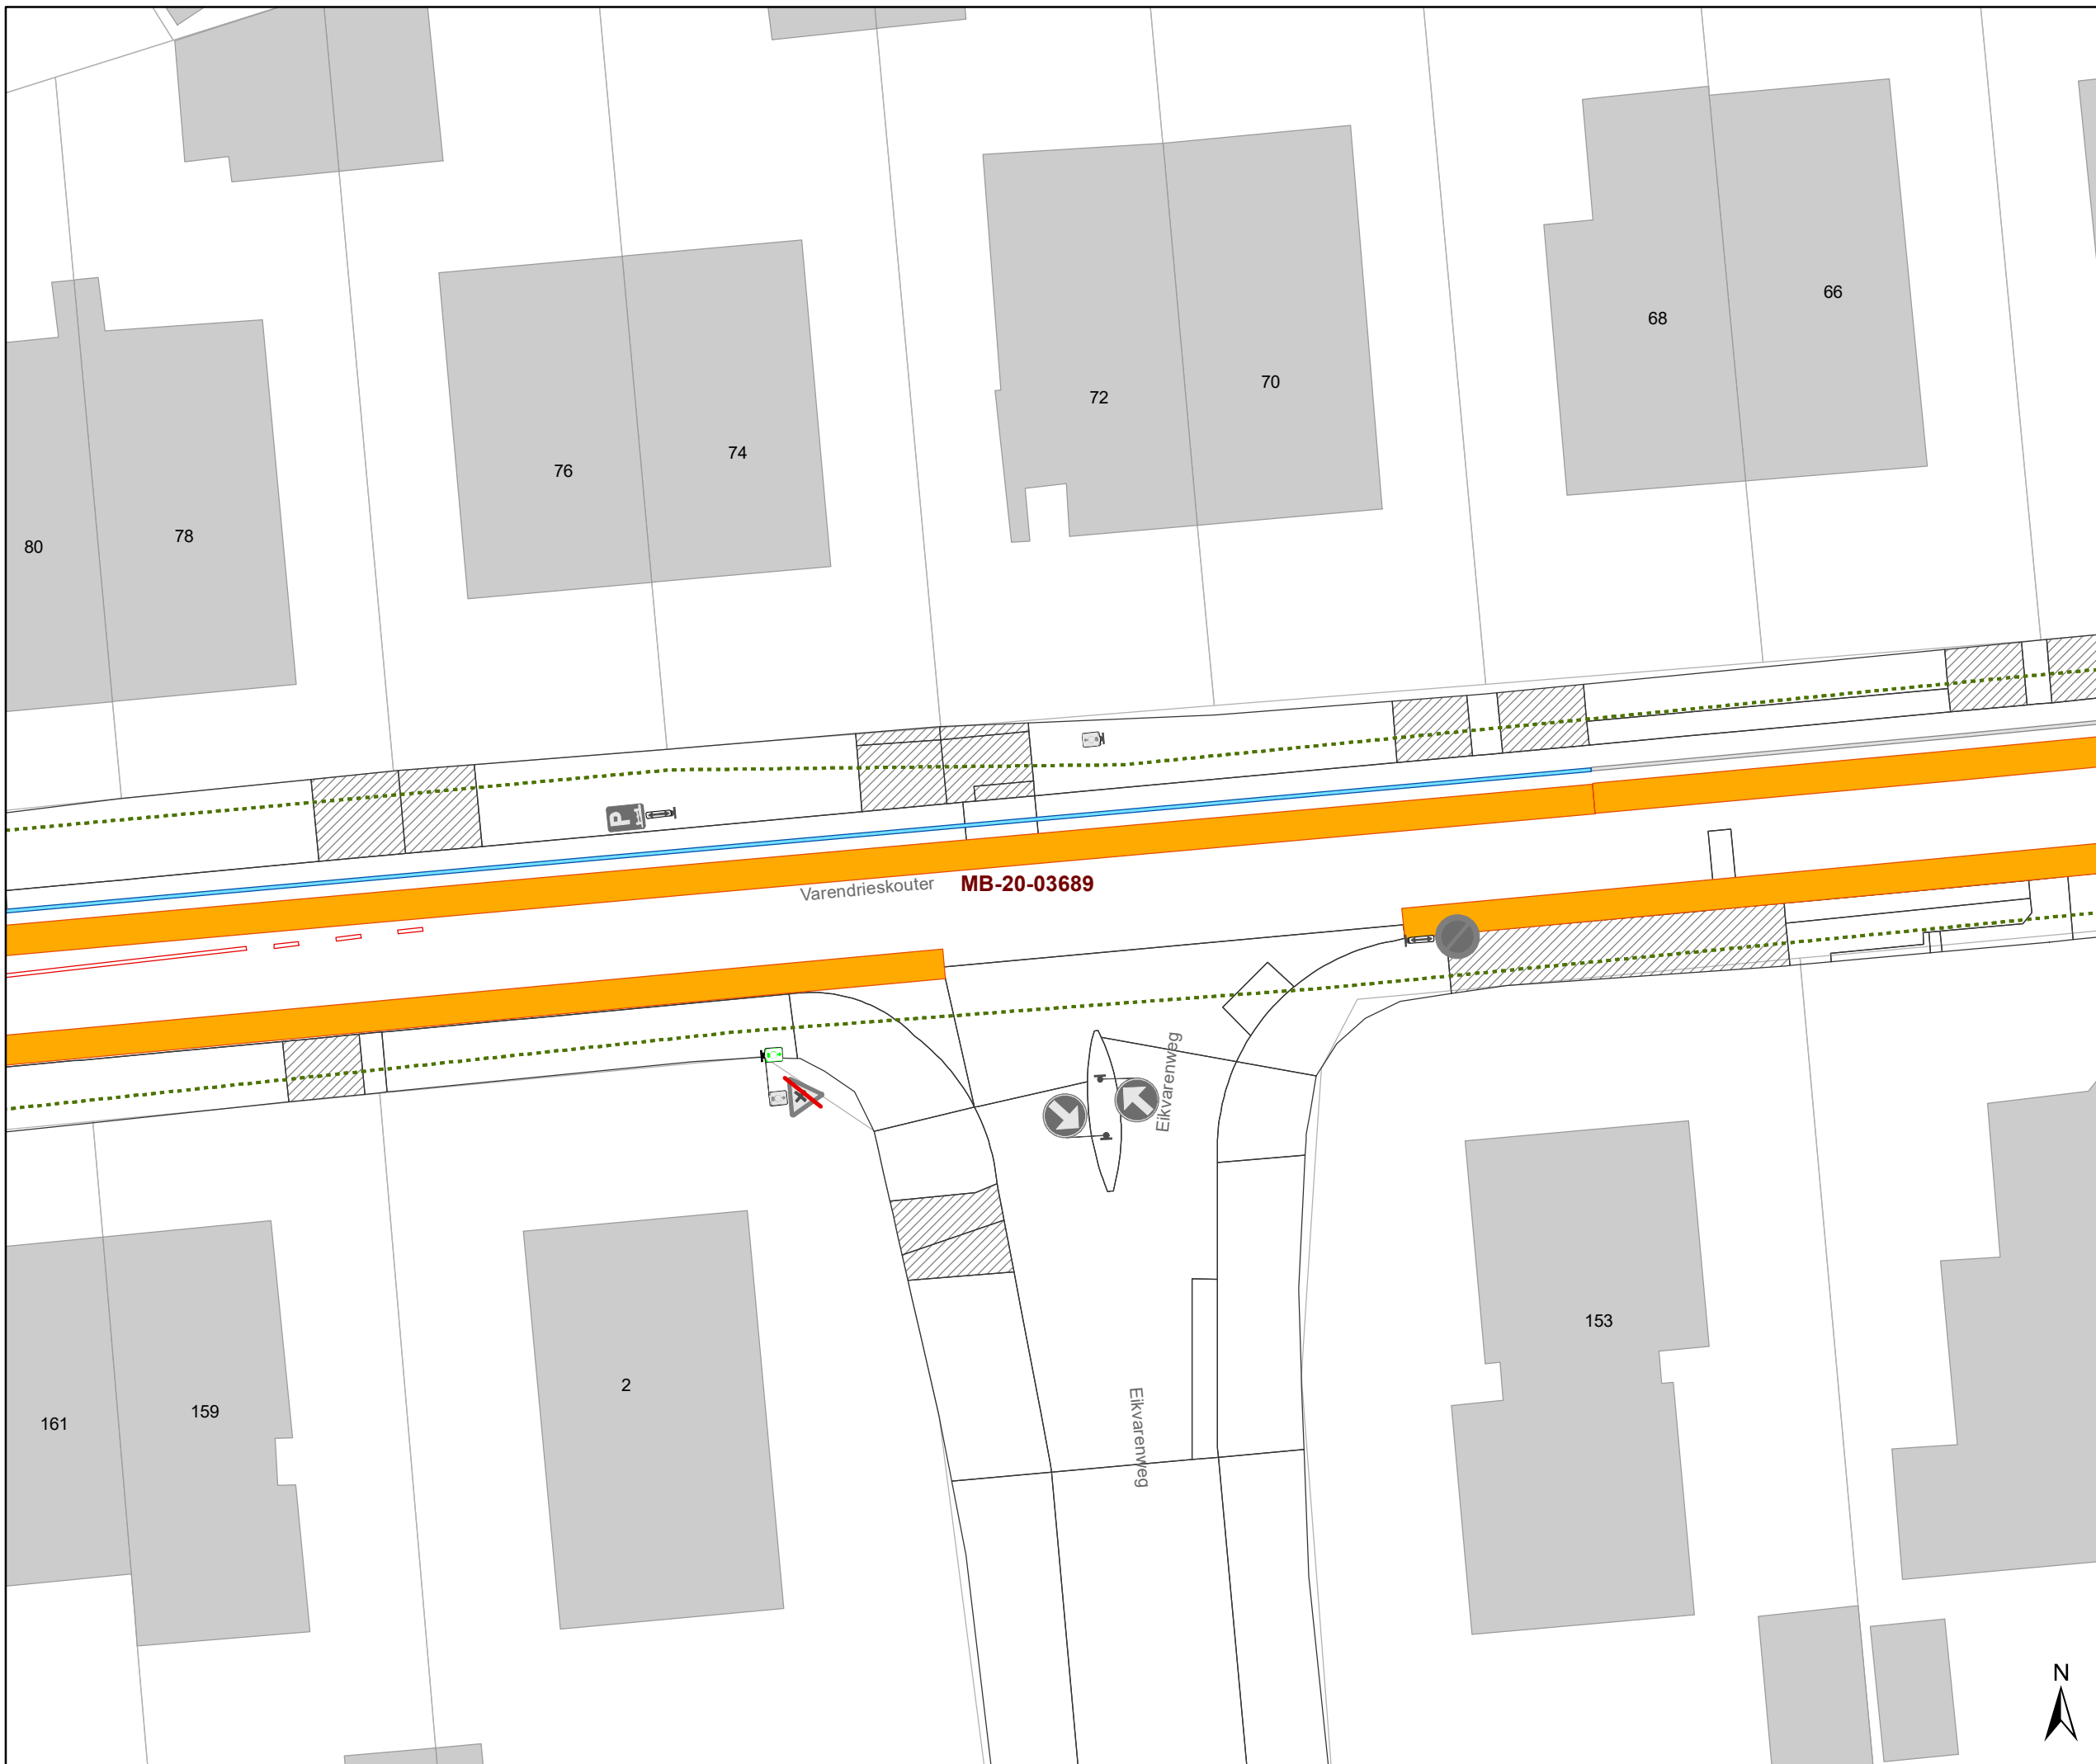 66
68
70
72
74
76
78
80
P
Varendrieskouter MB-20-03689
Eikvarenweg
153
2
Eikvarenweg
159
161
N